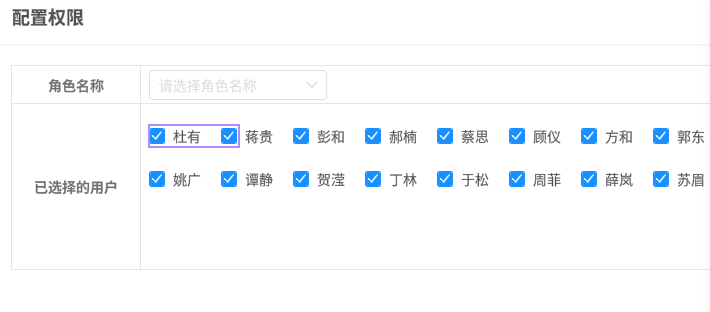 配置权限
角色名称 请选择角色名称
杜有 蒋贵 彭和 郝楠 蔡思 顾仪 方和 郭东
已选择的用户
姚广 谭静 贺滢 丁林 于松 周菲 薛岚 苏眉